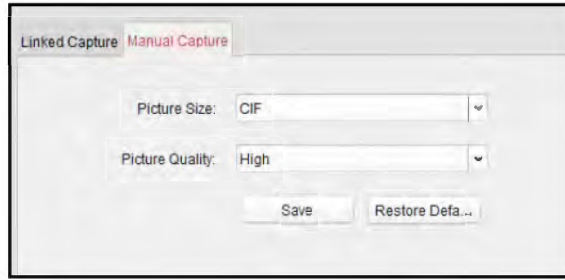 Linked Capture Manual Capture
Picture Size: CIF
Picture Quality: High
Save Restore Defa...